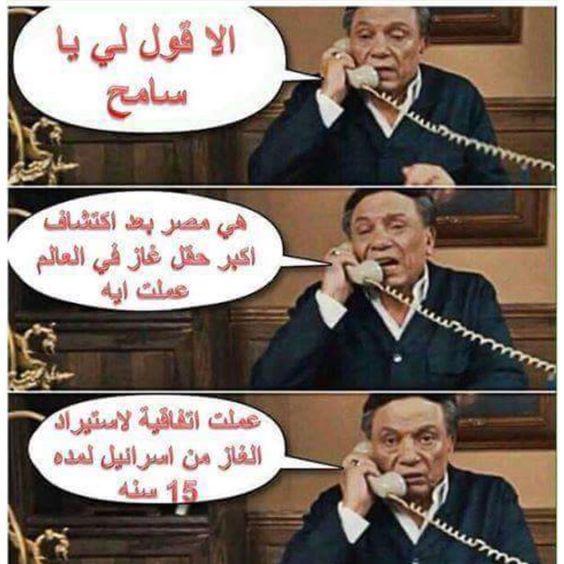 الا قول لي يا
سامح
هي مصر بعد اكتشاف
اكبر حقل غاز في العالم
عملت ايه
عملت اتفاقية لاستيراد
الغاز من اسرائيل لمده
15 سنه